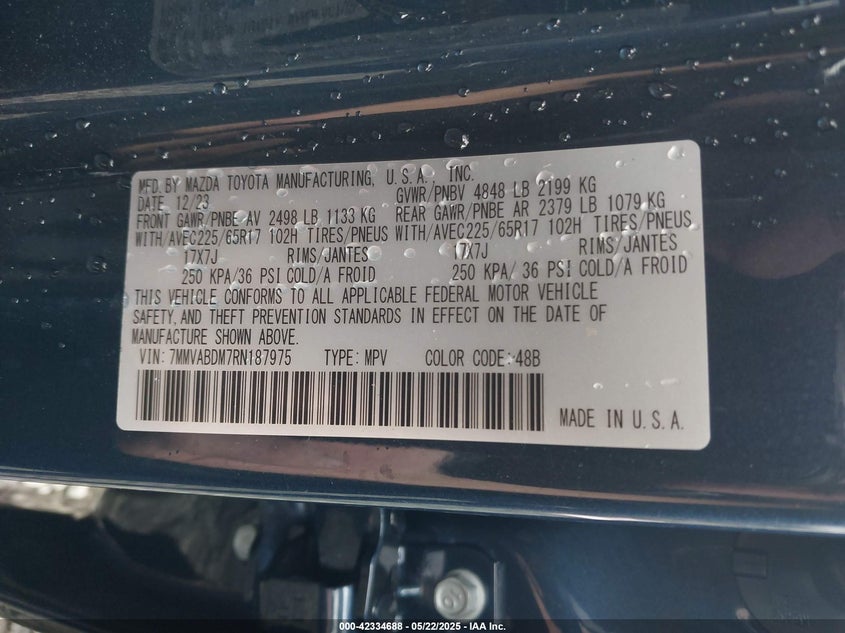 MFD. BY MAZDA TOYOTA MANUFACTURING, U.S.A., INC.
DATE 12/23 GVWR/PNBV 4848 LB 2199 KG
FRONT GAWR/PNBE AV 2498 LB 1133 KG REAR GAWR/PNBE AR 2379 LB 1079 KG
WITH/AVEC225/65R17 102H TIRES/PNEUS WITH/AVEC225/65R17 102H TIRES/PNEUS
17X7J RIMS/JANTES 17X7J RIMS/JANTES
250 KPA/36 PSI COLD/A FROID 250 KPA/ 36 PSI COLD/A FROID
THIS VEHICLE CONFORMS TO ALL APPLICABLE FEDERAL MOTOR VEHICLE
SAFETY, AND THEFT PREVENTION STANDARDS IN EFFECT ON THE DATE OF
MANUFACTURE SHOWN ABOVE.
VIN: 7MMVABDM7RN187975 TYPE: MPV COLOR CODE: 48B
MADE IN U.S.A.
000-42334688 - 05/22/2025 - IAA Inc.